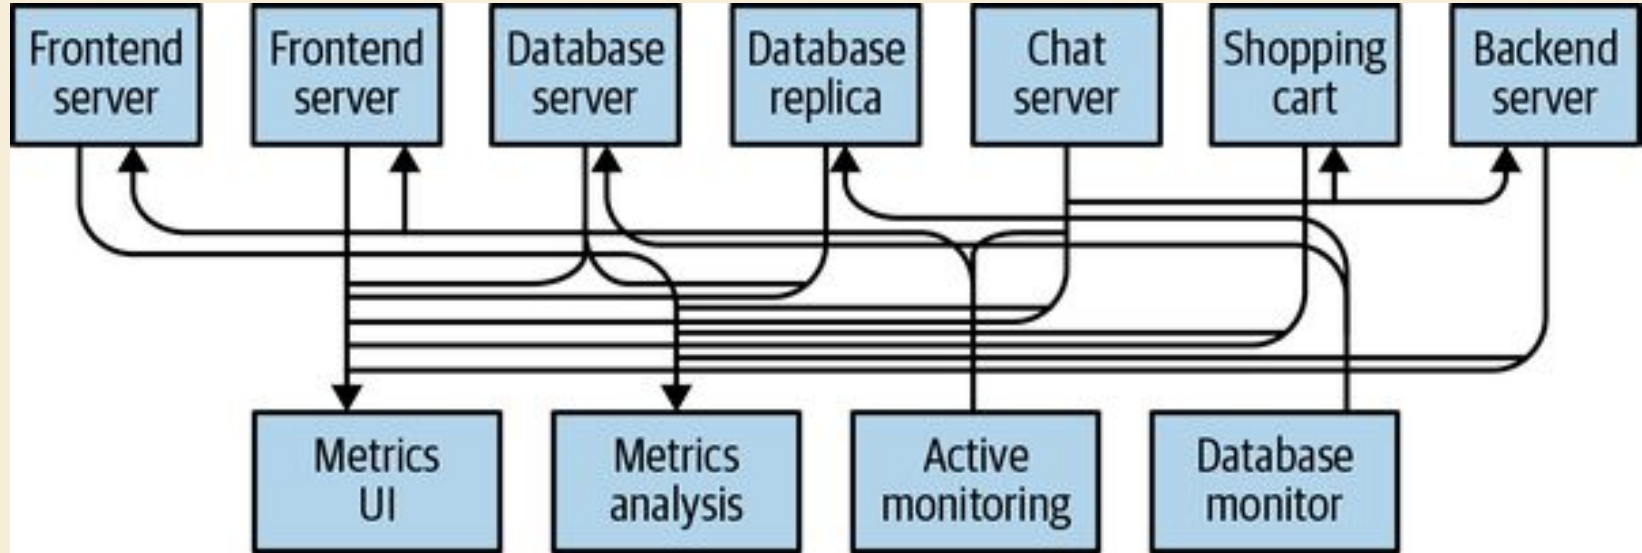 Frontend
server
Frontend
server
Database
server
Database
replica
Chat
server
Shopping
cart
Backend
server
Metrics
UI
Metrics
analysis
Active
monitoring
Database
monitor